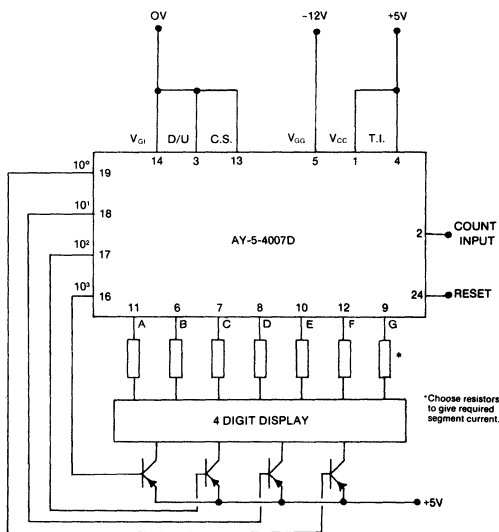 OV -12V +5V
V_GI D/U C.S. V_GG V_CC T.I.
14 3 13 5 1 4
10⁰ 19
10¹ 18
10² 17
10³ 16
AY-5-4007D
2 COUNT
INPUT
24 RESET
11 6 7 8 10 12 9
A B C D E F G
*
*Choose resistors
to give required
segment current.
4 DIGIT DISPLAY
+5V